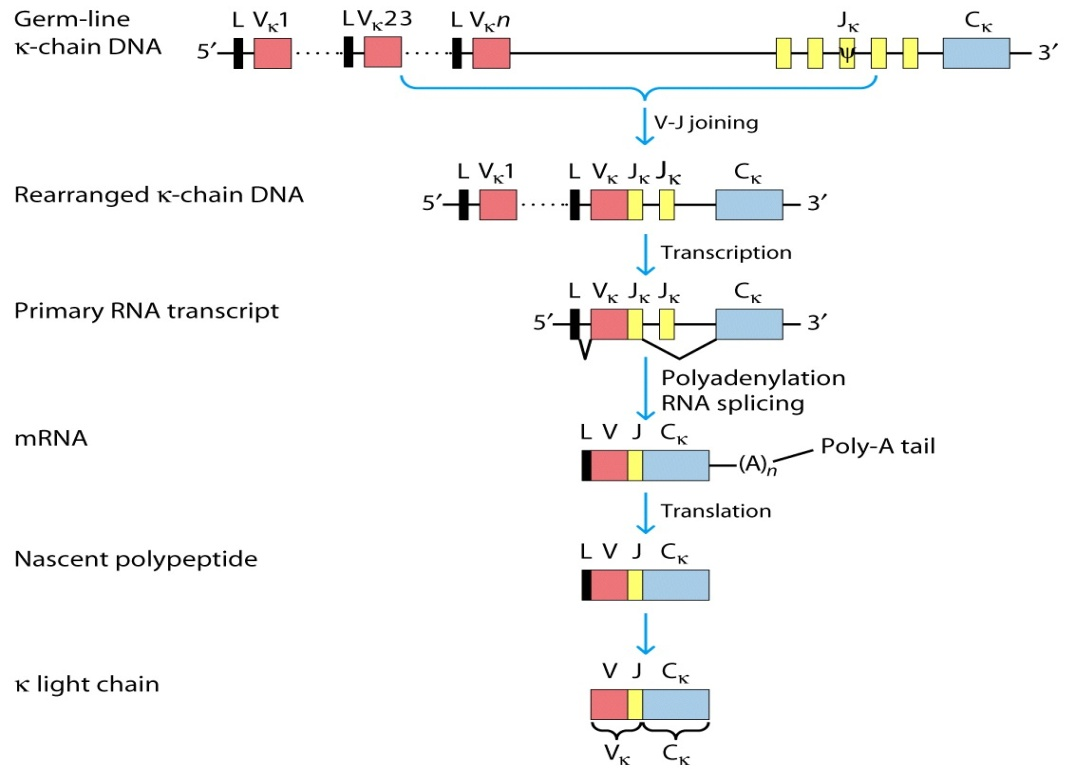 Germ-line
κ-chain DNA
L Vκ1 L Vκ23 L Vκn Jκ Cκ
5′ ψ 3′
V-J joining
L Vκ1 L Vκ Jκ Jκ Cκ
Rearranged κ-chain DNA
5′ 3′
Transcription
L Vκ Jκ Jκ Cκ
Primary RNA transcript
5′ 3′
Polyadenylation
RNA splicing
L V J Cκ
mRNA
(A)n Poly-A tail
Translation
L V J Cκ
Nascent polypeptide
V J Cκ
κ light chain
Vκ Cκ